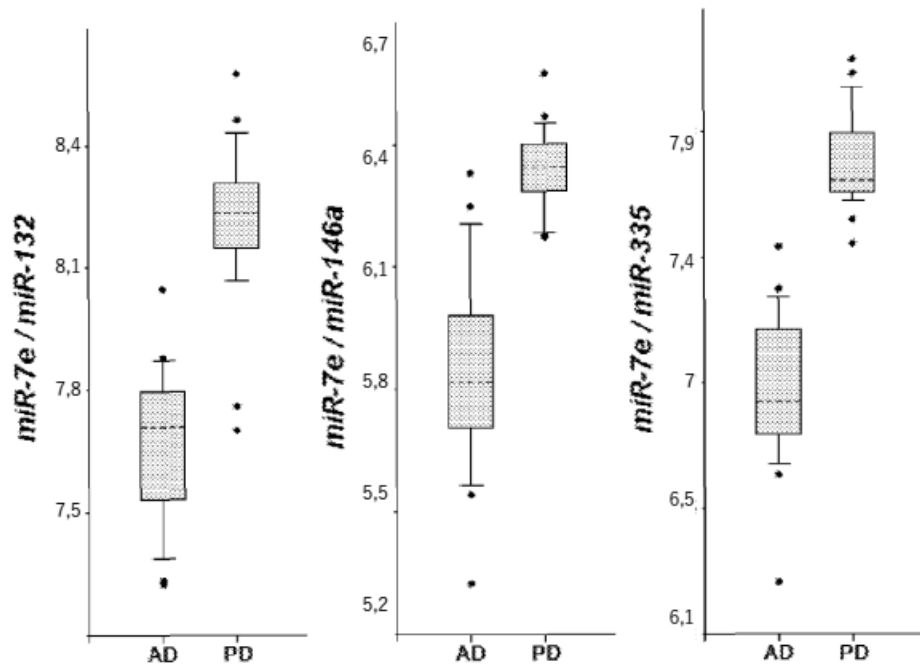 miR-7e / miR-132
8,4
8,1
7,8
7,5
AD PD
miR-7e / miR-146a
6,7
6,4
6,1
5,8
5,5
5,2
AD PD
miR-7e / miR-335
7,9
7,4
7
6,5
6,1
AD PD